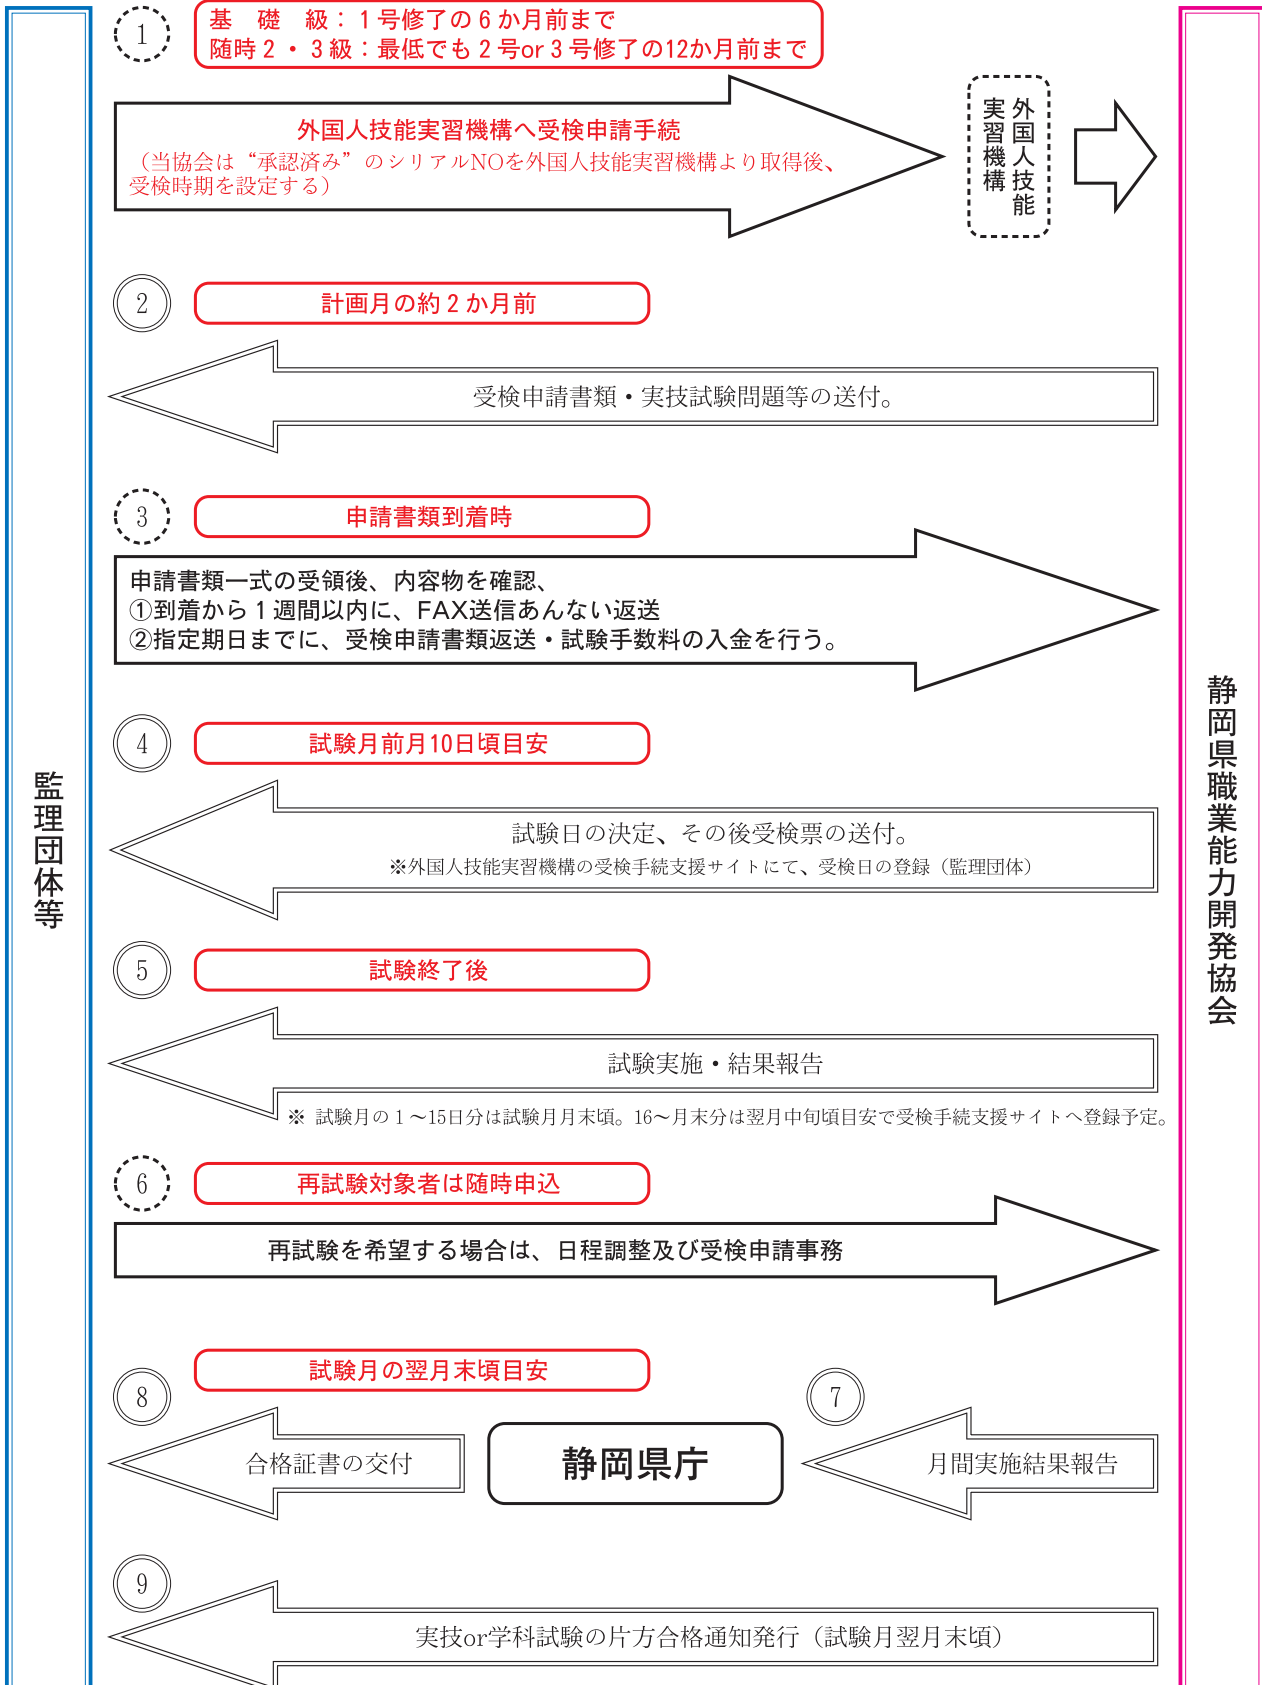 1
基　礎　級：1号修了の6か月前まで
随時2・3級：最低でも2号or3号修了の12か月前まで
外国人技能実習機構へ受検申請手続
（当協会は“承認済み”のシリアルNOを外国人技能実習機構より取得後、
受検時期を設定する）
外国人技能
実習機構
2
計画月の約2か月前
受検申請書類・実技試験問題等の送付。
3
申請書類到着時
申請書類一式の受領後、内容物を確認、
①到着から1週間以内に、FAX送信あんない返送
②指定期日までに、受検申請書類返送・試験手数料の入金を行う。
4
試験月前月10日頃目安
試験日の決定、その後受検票の送付。
※外国人技能実習機構の受検手続支援サイトにて、受検日の登録（監理団体）
監理団体等
静岡県職業能力開発協会
5
試験終了後
試験実施・結果報告
※ 試験月の1～15日分は試験月月末頃。16～月末分は翌月中旬頃目安で受検手続支援サイトへ登録予定。
6
再試験対象者は随時申込
再試験を希望する場合は、日程調整及び受検申請事務
8
試験月の翌月末頃目安
7
合格証書の交付
静岡県庁
月間実施結果報告
9
実技or学科試験の片方合格通知発行（試験月翌月末頃）